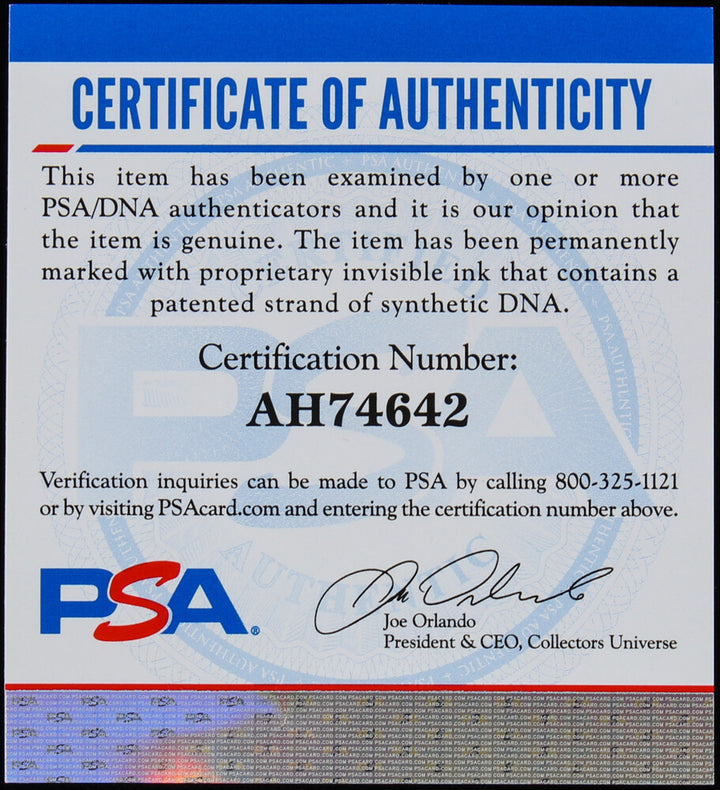 CERTIFICATE OF AUTHENTICITY
This item has been examined by one or more
PSA/DNA authenticators and it is our opinion that
the item is genuine. The item has been permanently
marked with proprietary invisible ink that contains a
patented strand of synthetic DNA.
Certification Number:
AH74642
Verification inquiries can be made to PSA by calling 800-325-1121
or by visiting PSAcard.com and entering the certification number above.
PSA®
Joe Orlando
President & CEO, Collectors Universe